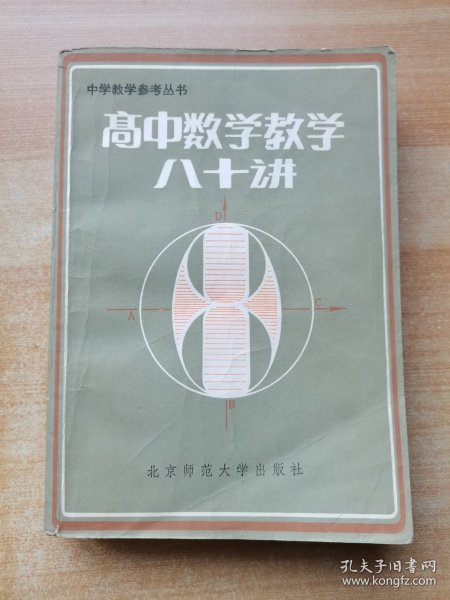 中学教学参考丛书
高中数学教学
八十讲
D
A
C
B
北京师范大学出版社
孔夫子旧书网
www.kongfz.com